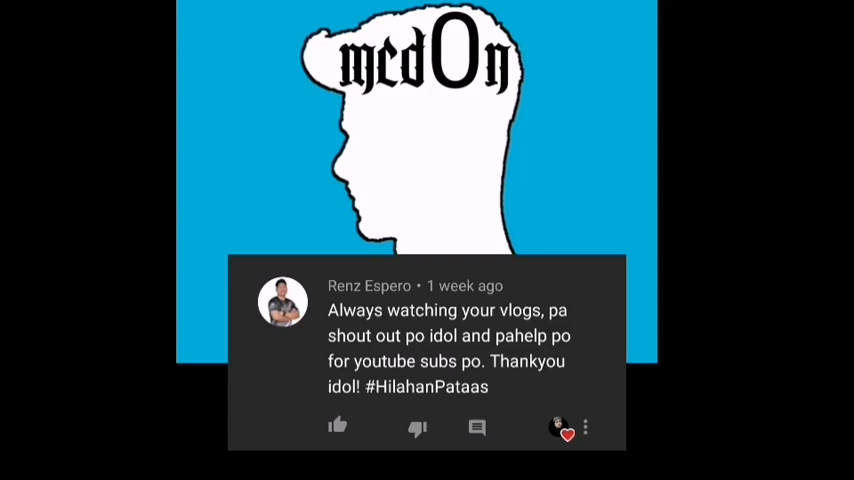 mcdOn
Renz Espero • 1 week ago
Always watching your vlogs, pa
shout out po idol and pahelp po
for youtube subs po. Thankyou
idol! #HilahanPataas